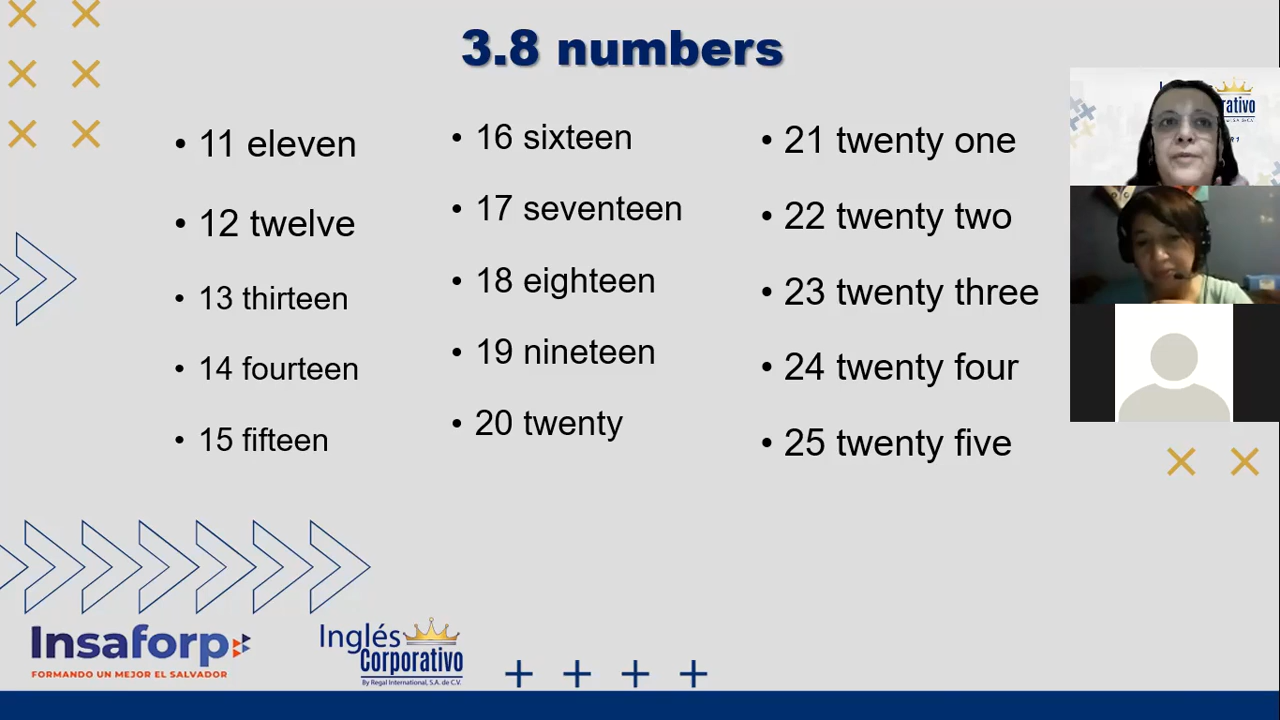 3.8 numbers
• 11 eleven
• 12 twelve
• 13 thirteen
• 14 fourteen
• 15 fifteen
• 16 sixteen
• 17 seventeen
• 18 eighteen
• 19 nineteen
• 20 twenty
• 21 twenty one
• 22 twenty two
• 23 twenty three
• 24 twenty four
• 25 twenty five
Insaforp
FORMANDO UN MEJOR EL SALVADOR
Inglés
Corporativo
By Regal International, S.A. de C.V.